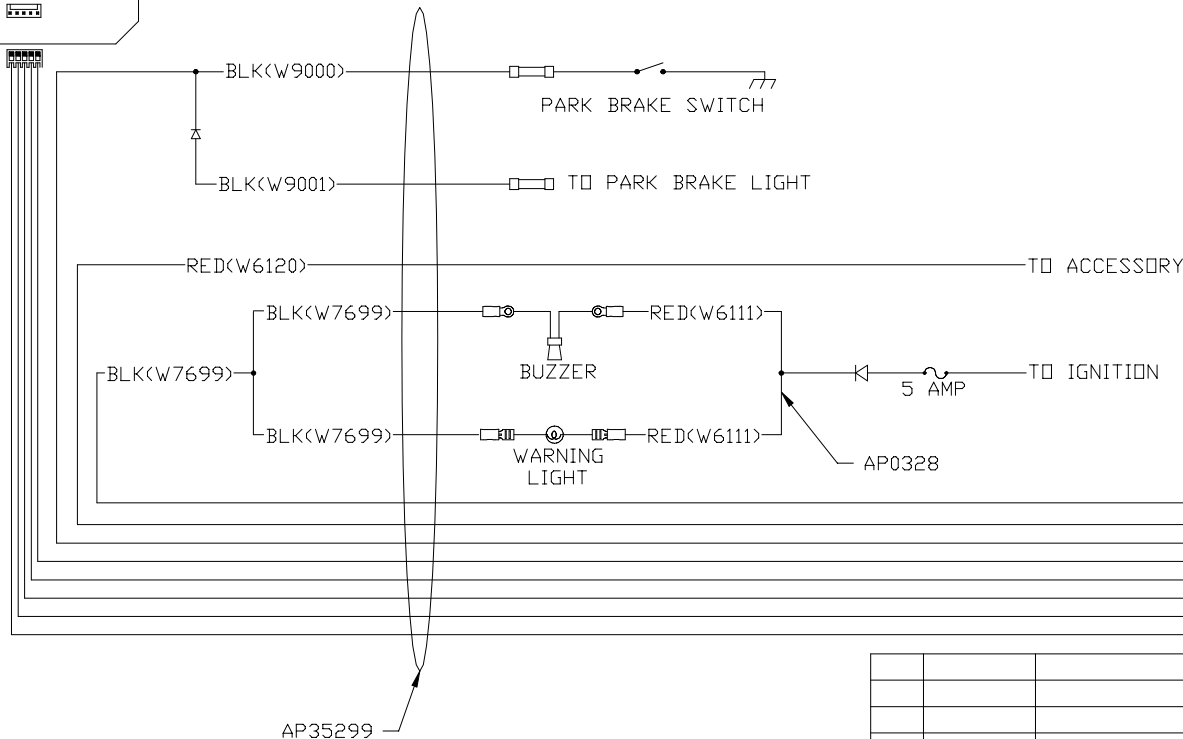 BLK(W9000)
PARK BRAKE SWITCH
BLK(W9001)
TO PARK BRAKE LIGHT
RED(W6120)
TO ACCESSORY
BLK(W7699)
RED(W6111)
BUZZER
BLK(W7699)
TO IGNITION
5 AMP
BLK(W7699)
RED(W6111)
WARNING
LIGHT
AP0328
AP35299